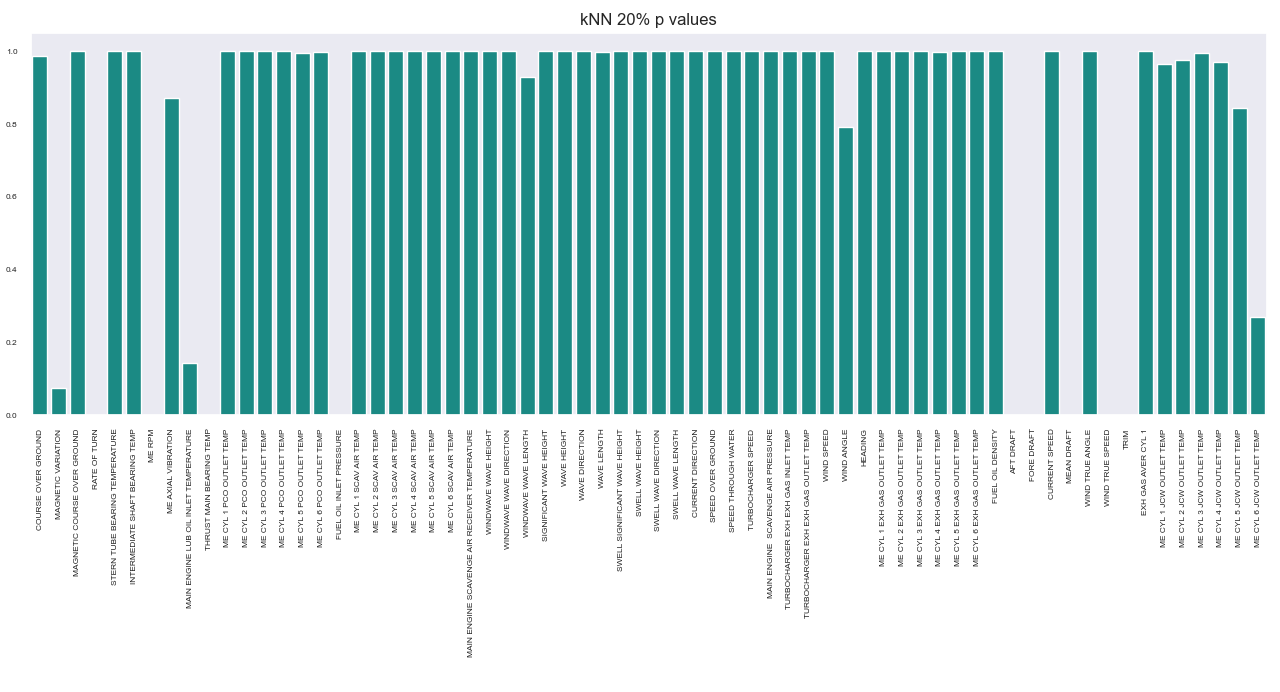 kNN 20% p values
1.0
0.8
0.6
0.4
0.2
0.0
COURSE OVER GROUND
MAGNETIC VARIATION
MAGNETIC COURSE OVER GROUND
RATE OF TURN
STERN TUBE BEARING TEMPERATURE
INTERMEDIATE SHAFT BEARING TEMP
ME RPM
ME AXIAL VIBRATION
MAIN ENGINE LUB OIL INLET TEMPERATURE
THRUST MAIN BEARING TEMP
ME CYL 1 PCO OUTLET TEMP
ME CYL 2 PCO OUTLET TEMP
ME CYL 3 PCO OUTLET TEMP
ME CYL 4 PCO OUTLET TEMP
ME CYL 5 PCO OUTLET TEMP
ME CYL 6 PCO OUTLET TEMP
FUEL OIL INLET PRESSURE
ME CYL 1 SCAV AIR TEMP
ME CYL 2 SCAV AIR TEMP
ME CYL 3 SCAV AIR TEMP
ME CYL 4 SCAV AIR TEMP
ME CYL 5 SCAV AIR TEMP
ME CYL 6 SCAV AIR TEMP
MAIN ENGINE SCAVENGE AIR RECEIVER TEMPERATURE
WINDWAVE WAVE HEIGHT
WINDWAVE WAVE DIRECTION
WINDWAVE WAVE LENGTH
SIGNIFICANT WAVE HEIGHT
WAVE HEIGHT
WAVE DIRECTION
WAVE LENGTH
SWELL SIGNIFICANT WAVE HEIGHT
SWELL WAVE HEIGHT
SWELL WAVE DIRECTION
SWELL WAVE LENGTH
CURRENT DIRECTION
SPEED OVER GROUND
SPEED THROUGH WATER
TURBOCHARGER SPEED
MAIN ENGINE  SCAVENGE AIR PRESSURE
TURBOCHARGER EXH EXH GAS INLET TEMP
TURBOCHARGER EXH EXH GAS OUTLET TEMP
WIND SPEED
WIND ANGLE
HEADING
ME CYL 1 EXH GAS OUTLET TEMP
ME CYL 2 EXH GAS OUTLET TEMP
ME CYL 3 EXH GAS OUTLET TEMP
ME CYL 4 EXH GAS OUTLET TEMP
ME CYL 5 EXH GAS OUTLET TEMP
ME CYL 6 EXH GAS OUTLET TEMP
FUEL OIL DENSITY
AFT DRAFT
FORE DRAFT
CURRENT SPEED
MEAN DRAFT
WIND TRUE ANGLE
WIND TRUE SPEED
TRIM
EXH GAS AVER CYL 1
ME CYL 1 JCW OUTLET TEMP
ME CYL 2 JCW OUTLET TEMP
ME CYL 3 JCW OUTLET TEMP
ME CYL 4 JCW OUTLET TEMP
ME CYL 5 JCW OUTLET TEMP
ME CYL 6 JCW OUTLET TEMP